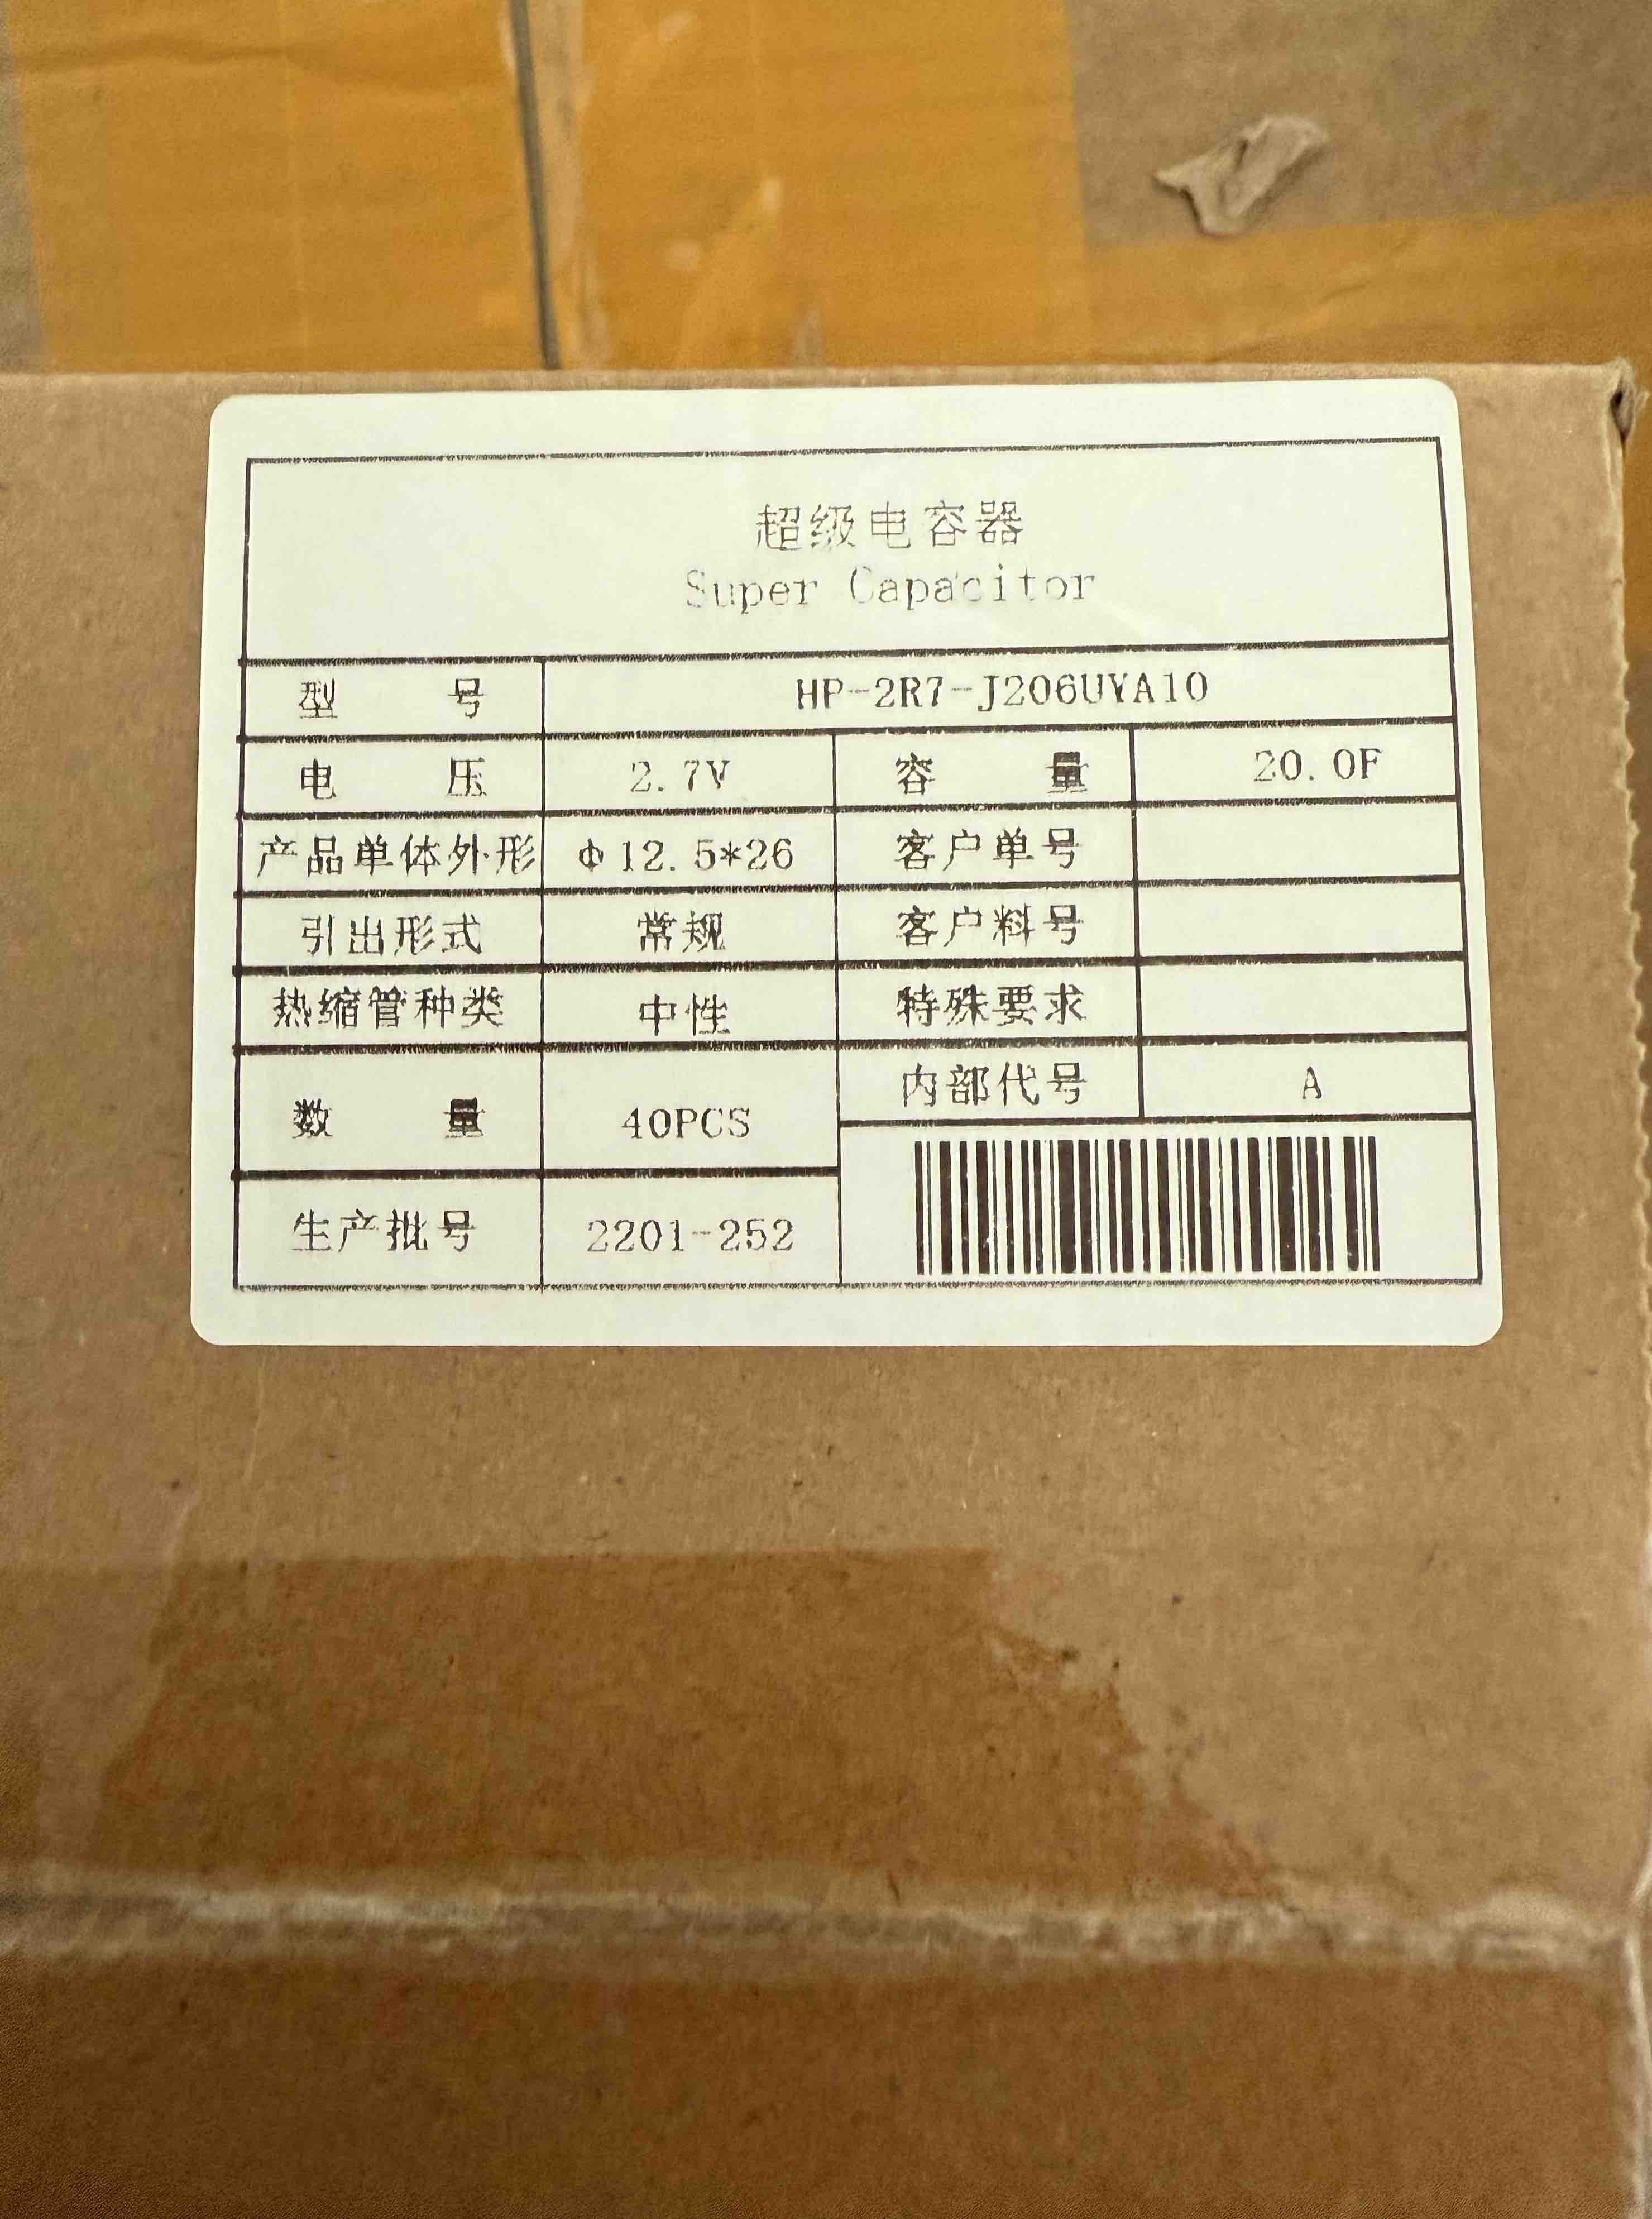 超级电容器
Super Capacitor
型号 HP-2R7-J206UYA10
电压 2.7V 容量 20.0F
产品单体外形 Φ12.5*26 客户单号
引出形式 常规 客户料号
热缩管种类 中性 特殊要求
数量 40PCS 内部代号 A
生产批号 2201-252